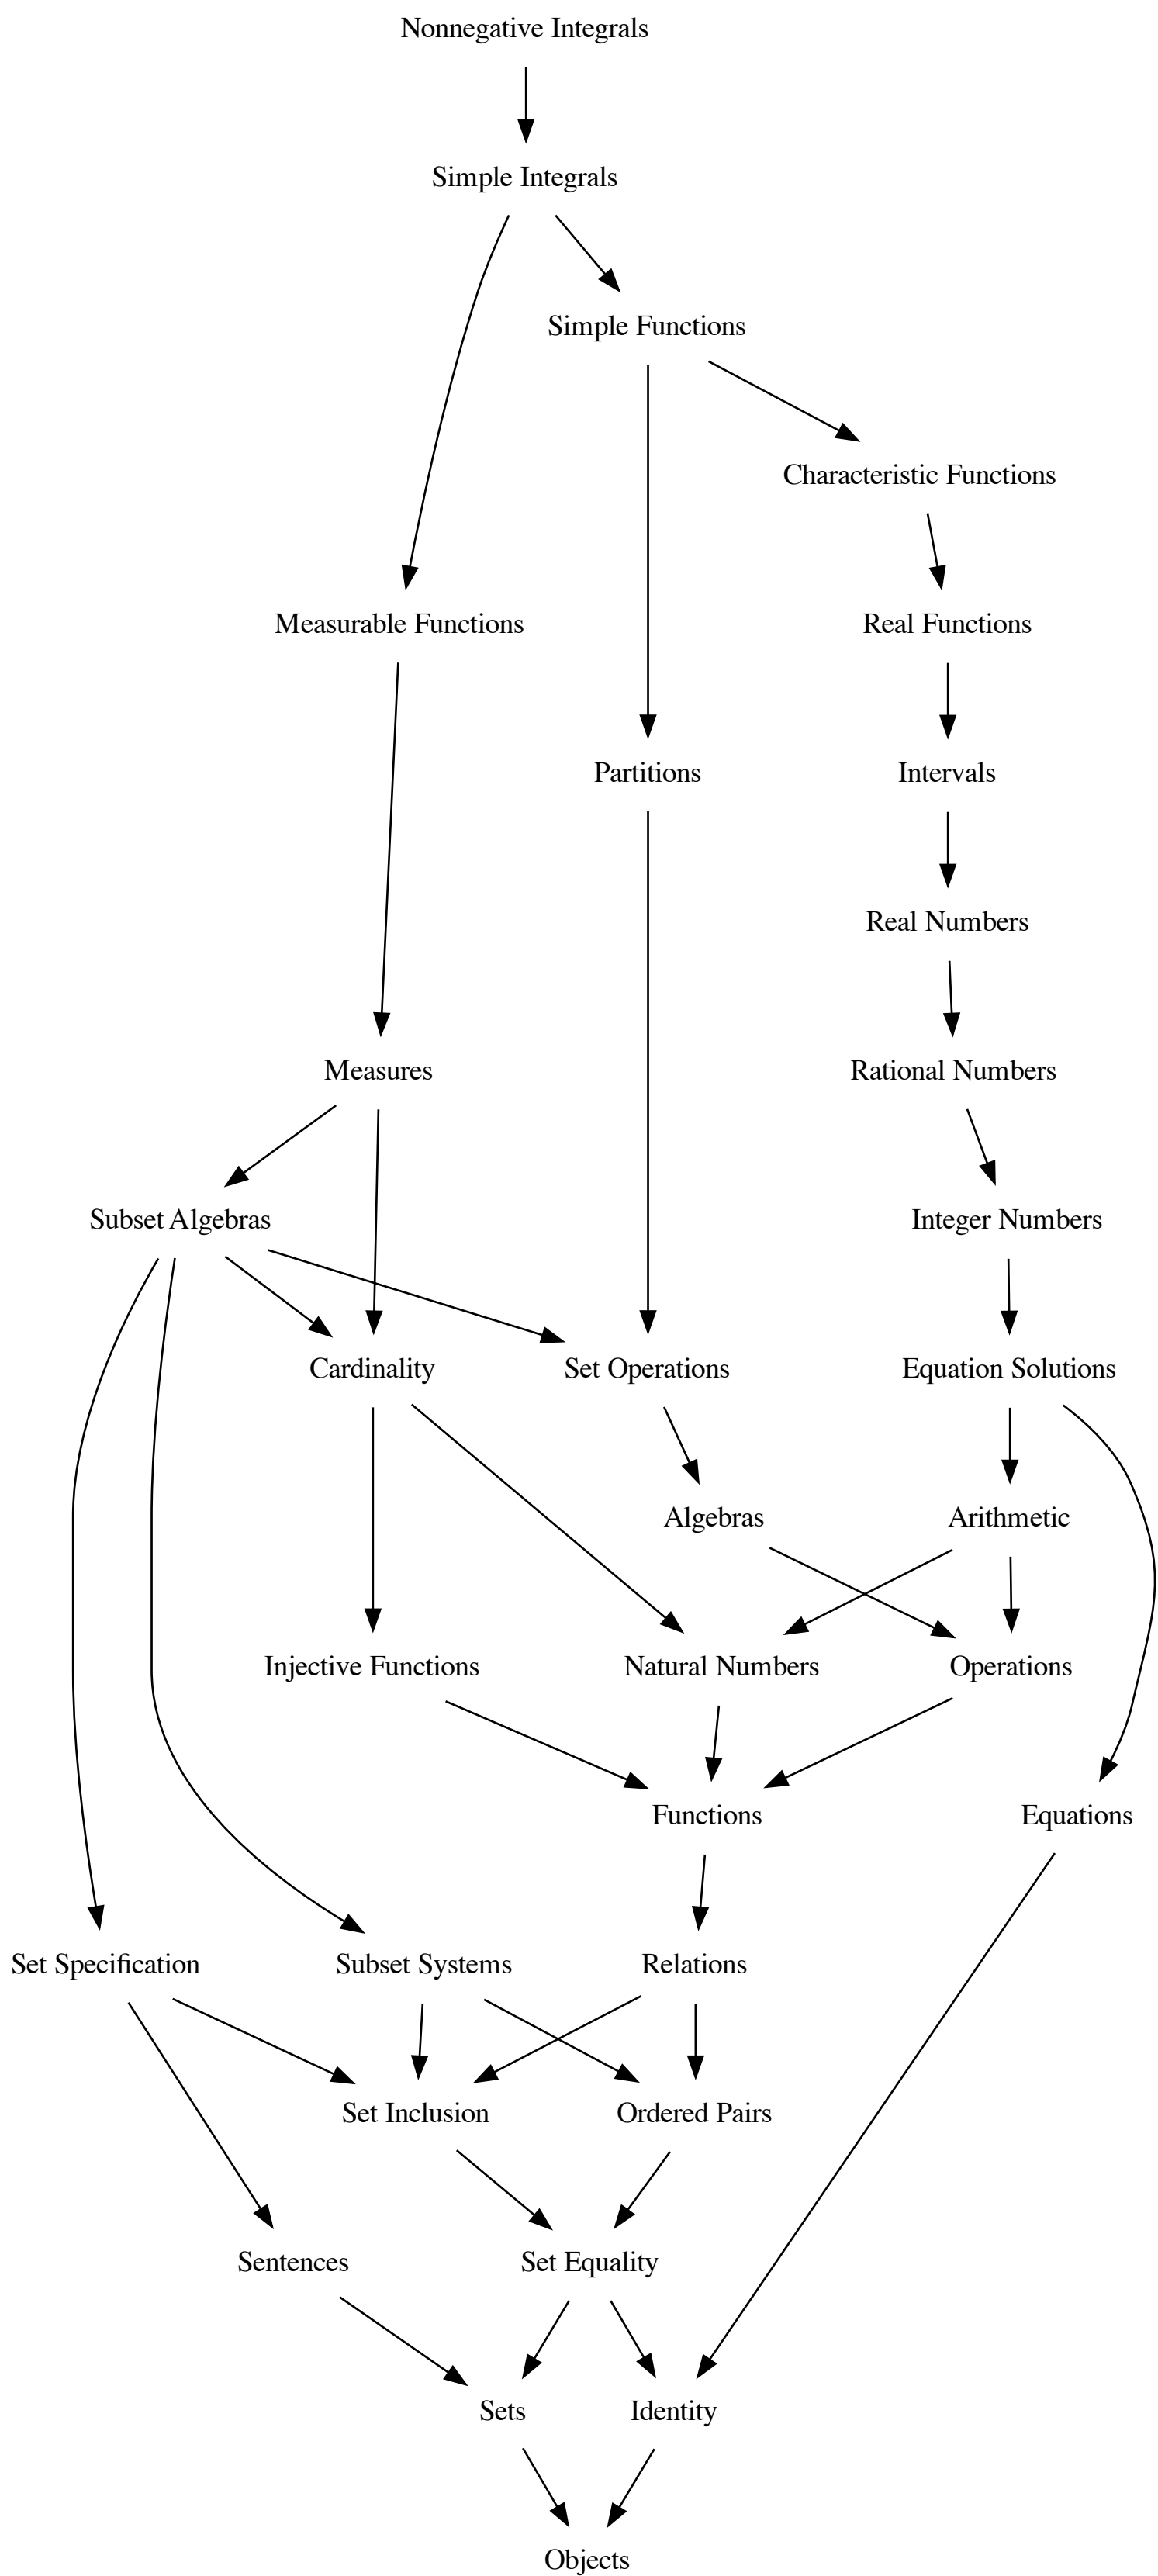 Nonnegative Integrals
Simple Integrals
Simple Functions
Characteristic Functions
Measurable Functions
Real Functions
Partitions
Intervals
Real Numbers
Measures
Rational Numbers
Subset Algebras
Integer Numbers
Cardinality
Set Operations
Equation Solutions
Algebras
Arithmetic
Injective Functions
Natural Numbers
Operations
Functions
Equations
Set Specification
Subset Systems
Relations
Set Inclusion
Ordered Pairs
Sentences
Set Equality
Sets
Identity
Objects